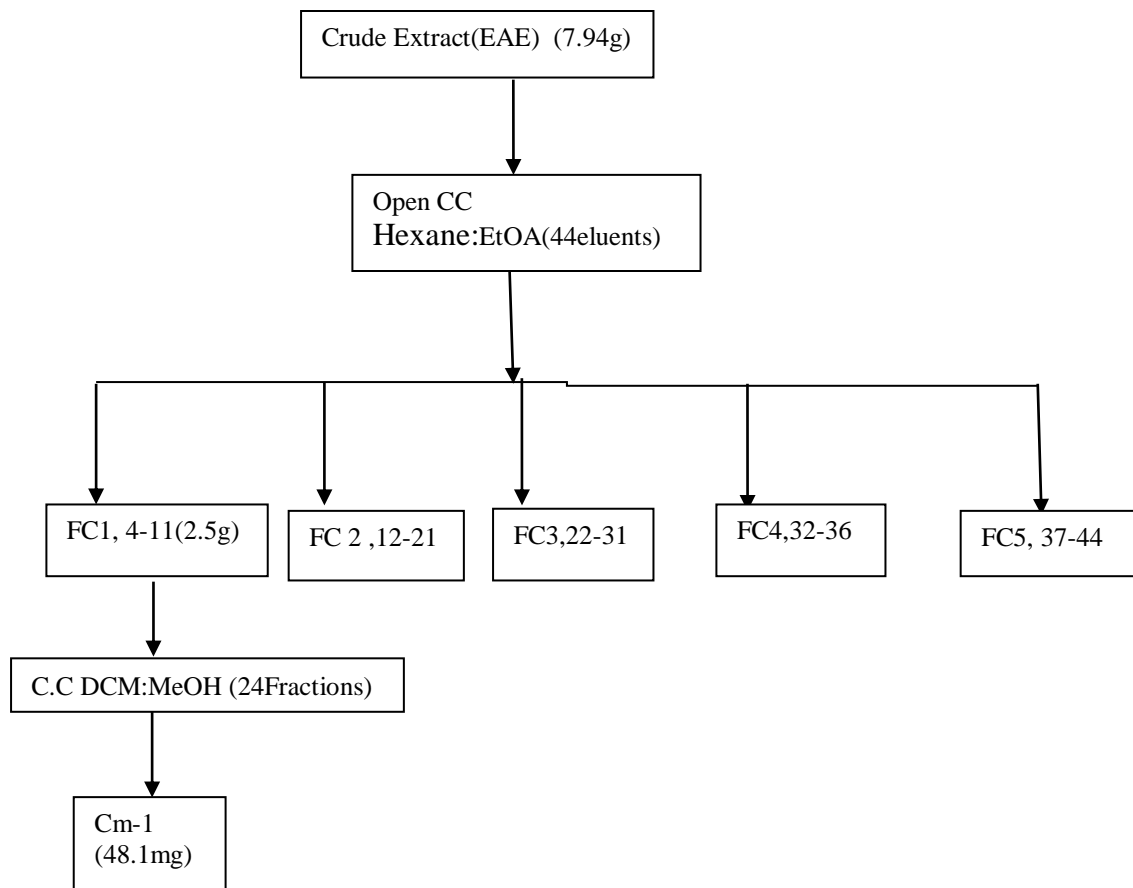 Crude Extract(EAE) (7.94g)
Open CC
Hexane:EtOA(44eluents)
FC1, 4-11(2.5g)
FC 2 ,12-21
FC3,22-31
FC4,32-36
FC5, 37-44
C.C DCM:MeOH (24Fractions)
Cm-1
(48.1mg)